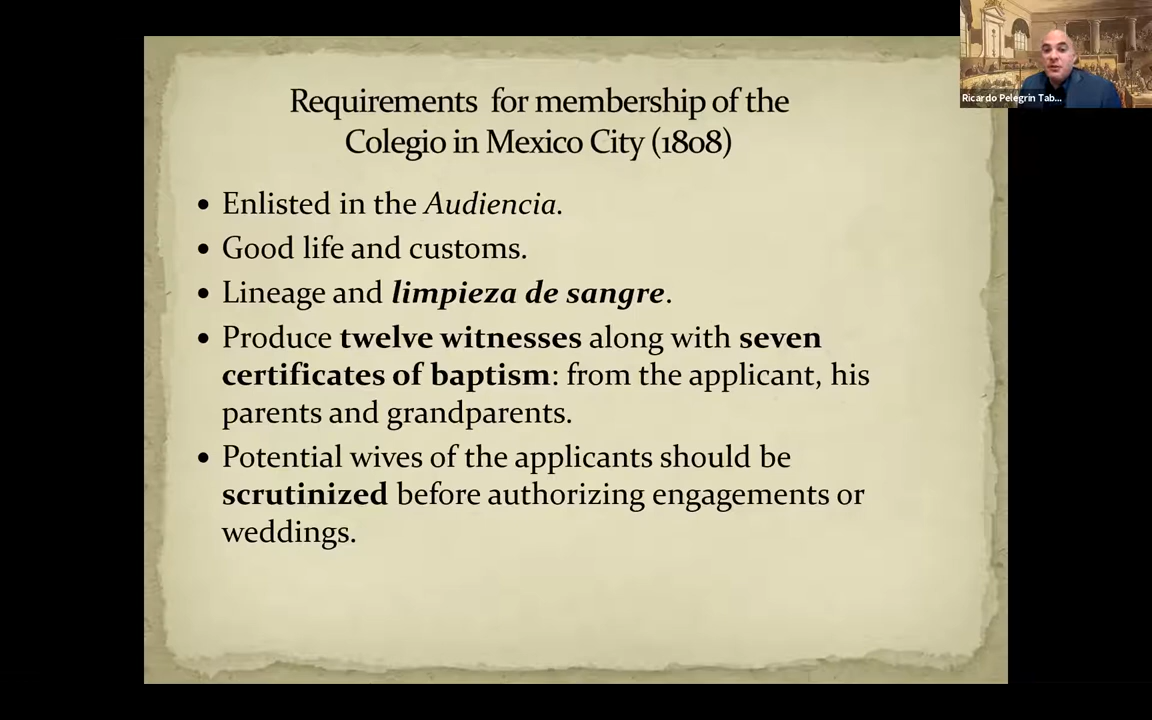 Requirements for membership of the
Colegio in Mexico City (1808)
Ricardo Pelegrin Tab...
• Enlisted in the Audiencia.
• Good life and customs.
• Lineage and limpieza de sangre.
• Produce twelve witnesses along with seven
certificates of baptism: from the applicant, his
parents and grandparents.
• Potential wives of the applicants should be
scrutinized before authorizing engagements or
weddings.